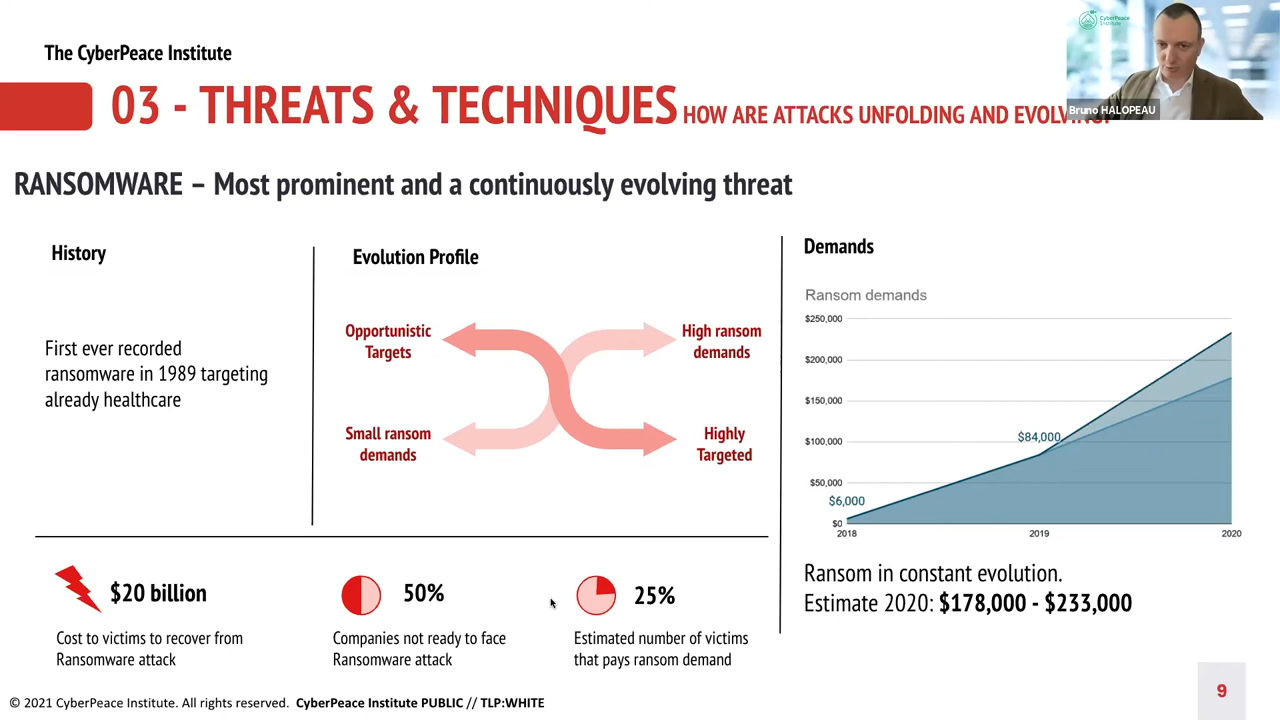 The CyberPeace Institute
CyberPeace
Institute
Bruno HALOPEAU
03 - THREATS & TECHNIQUES HOW ARE ATTACKS UNFOLDING AND EVOLVING?
RANSOMWARE – Most prominent and a continuously evolving threat
History
First ever recorded
ransomware in 1989 targeting
already healthcare
Evolution Profile
Opportunistic
Targets
High ransom
demands
Small ransom
demands
Highly
Targeted
Demands
Ransom demands
$250,000
$200,000
$150,000
$100,000
$50,000
$0
$6,000
$84,000
2018
2019
2020
Ransom in constant evolution.
Estimate 2020: $178,000 - $233,000
$20 billion
Cost to victims to recover from
Ransomware attack
50%
Companies not ready to face
Ransomware attack
25%
Estimated number of victims
that pays ransom demand
© 2021 CyberPeace Institute. All rights reserved. CyberPeace Institute PUBLIC // TLP:WHITE
9